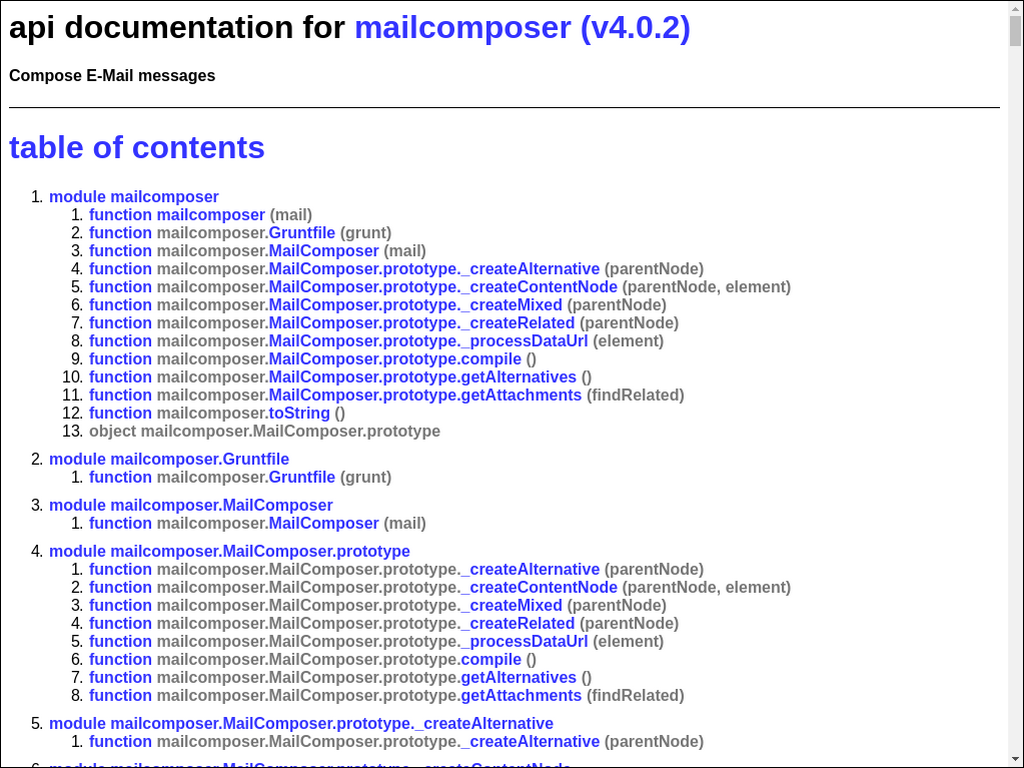 api documentation for mailcomposer (v4.0.2)
Compose E-Mail messages
table of contents
1. module mailcomposer
1. function mailcomposer (mail)
2. function mailcomposer.Gruntfile (grunt)
3. function mailcomposer.MailComposer (mail)
4. function mailcomposer.MailComposer.prototype._createAlternative (parentNode)
5. function mailcomposer.MailComposer.prototype._createContentNode (parentNode, element)
6. function mailcomposer.MailComposer.prototype._createMixed (parentNode)
7. function mailcomposer.MailComposer.prototype._createRelated (parentNode)
8. function mailcomposer.MailComposer.prototype._processDataUrl (element)
9. function mailcomposer.MailComposer.prototype.compile ()
10. function mailcomposer.MailComposer.prototype.getAlternatives ()
11. function mailcomposer.MailComposer.prototype.getAttachments (findRelated)
12. function mailcomposer.toString ()
13. object mailcomposer.MailComposer.prototype
2. module mailcomposer.Gruntfile
1. function mailcomposer.Gruntfile (grunt)
3. module mailcomposer.MailComposer
1. function mailcomposer.MailComposer (mail)
4. module mailcomposer.MailComposer.prototype
1. function mailcomposer.MailComposer.prototype._createAlternative (parentNode)
2. function mailcomposer.MailComposer.prototype._createContentNode (parentNode, element)
3. function mailcomposer.MailComposer.prototype._createMixed (parentNode)
4. function mailcomposer.MailComposer.prototype._createRelated (parentNode)
5. function mailcomposer.MailComposer.prototype._processDataUrl (element)
6. function mailcomposer.MailComposer.prototype.compile ()
7. function mailcomposer.MailComposer.prototype.getAlternatives ()
8. function mailcomposer.MailComposer.prototype.getAttachments (findRelated)
5. module mailcomposer.MailComposer.prototype._createAlternative
1. function mailcomposer.MailComposer.prototype._createAlternative (parentNode)
6. module mailcomposer.MailComposer.prototype._createContentNode